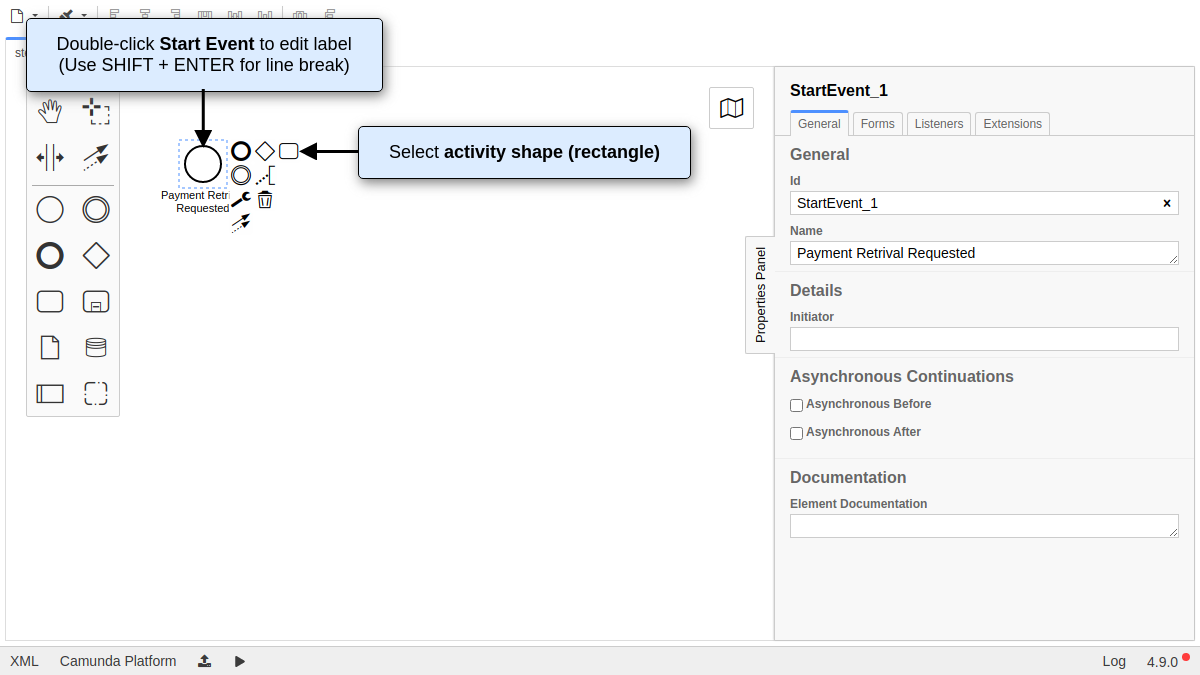 Double-click Start Event to edit label
(Use SHIFT + ENTER for line break)
Select activity shape (rectangle)
Payment Retri
Requested
Properties Panel
StartEvent_1
General
Forms
Listeners
Extensions
General
Id
StartEvent_1
Name
Payment Retrival Requested
Details
Initiator
Asynchronous Continuations
Asynchronous Before
Asynchronous After
Documentation
Element Documentation
XML
Camunda Platform
Log
4.9.0